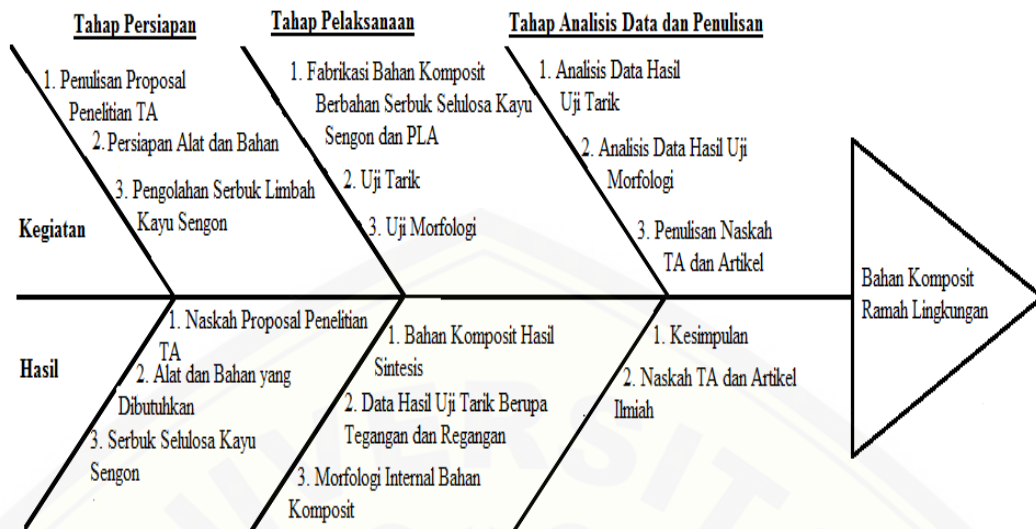 Tahap Persiapan
Tahap Pelaksanaan
Tahap Analisis Data dan Penulisan
1. Penulisan Proposal
Penelitian TA
2. Persiapan Alat dan Bahan
3. Pengolahan Serbuk Limbah
Kayu Sengon
1. Fabrikasi Bahan Komposit
Berbahan Serbuk Selulosa Kayu
Sengon dan PLA
2. Uji Tarik
3. Uji Morfologi
1. Analisis Data Hasil
Uji Tarik
2. Analisis Data Hasil Uji
Morfologi
3. Penulisan Naskah
TA dan Artikel
Kegiatan
Bahan Komposit
Ramah Lingkungan
Hasil
1. Naskah Proposal Penelitian
TA
2. Alat dan Bahan yang
Dibutuhkan
3. Serbuk Selulosa Kayu
Sengon
1. Bahan Komposit Hasil
Sintesis
2. Data Hasil Uji Tarik Berupa
Tegangan dan Regangan
3. Morfologi Internal Bahan
Komposit
1. Kesimpulan
2. Naskah TA dan Artikel
Ilmiah